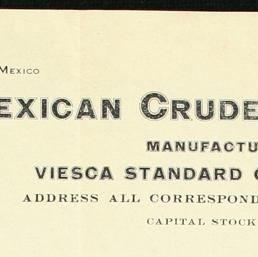 Mexico
EXICAN CRUDE
MANUFACTU
VIESCA STANDARD
ADDRESS ALL CORRESPOND
CAPITAL STOCK